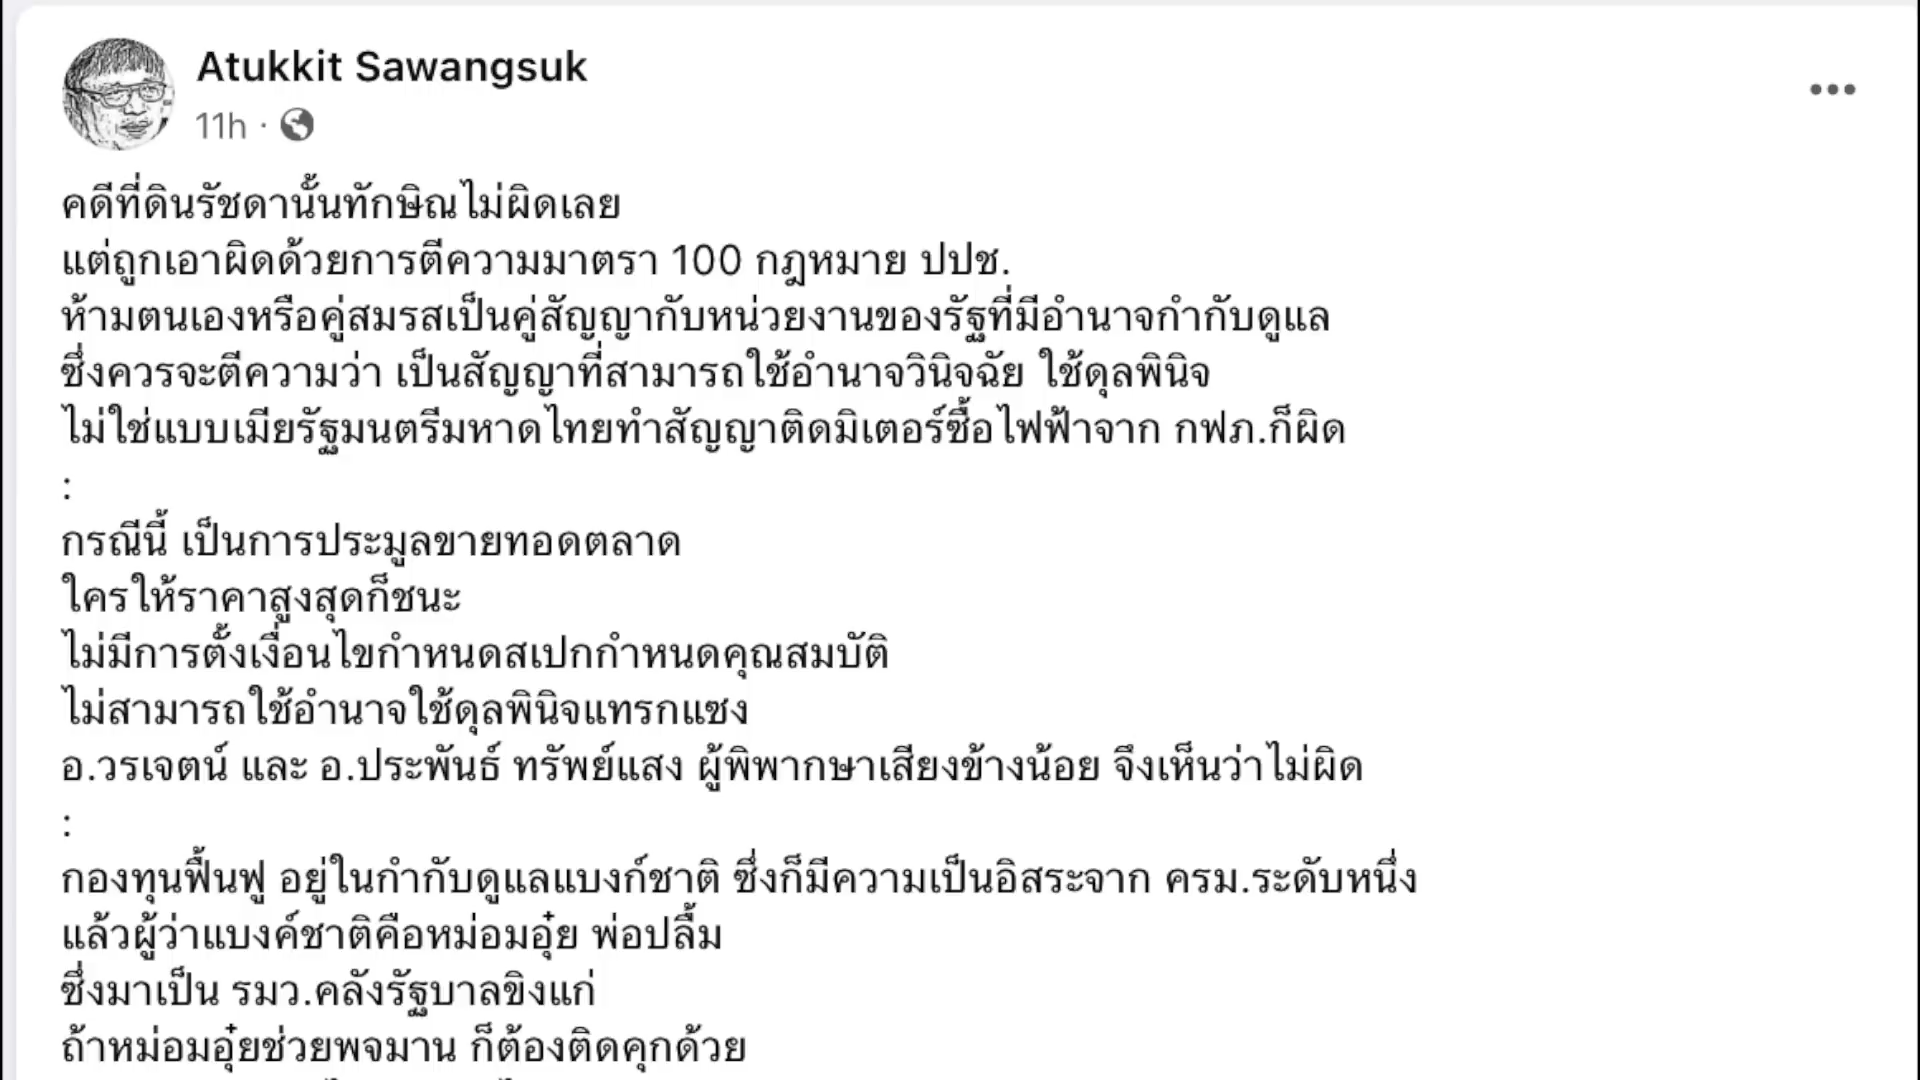 Atukkit Sawangsuk
11h ·
คดีที่ดินรัชดานั้นทักษิณไม่ผิดเลย
แต่ถูกเอาผิดด้วยการตีความมาตรา 100 กฎหมาย ปปช.
ห้ามตนเองหรือคู่สมรสเป็นคู่สัญญากับหน่วยงานของรัฐที่มีอำนาจกำกับดูแล
ซึ่งควรจะตีความว่า เป็นสัญญาที่สามารถใช้อำนาจวินิจฉัย ใช้ดุลพินิจ
ไม่ใช่แบบเมียรัฐมนตรีมหาดไทยทำสัญญาติดมิเตอร์ซื้อไฟฟ้าจาก กฟภ.ก็ผิด
:
กรณีนี้ เป็นการประมูลขายทอดตลาด
ใครให้ราคาสูงสุดก็ชนะ
ไม่มีการตั้งเงื่อนไขกำหนดสเปกกำหนดคุณสมบัติ
ไม่สามารถใช้อำนาจใช้ดุลพินิจแทรกแซง
อ.วรเจตน์ และ อ.ประพันธ์ ทรัพย์แสง ผู้พิพากษาเสียงข้างน้อย จึงเห็นว่าไม่ผิด
:
กองทุนฟื้นฟู อยู่ในกำกับดูแลแบงก์ชาติ ซึ่งก็มีความเป็นอิสระจาก ครม.ระดับหนึ่ง
แล้วผู้ว่าแบงค์ชาติคือหม่อมอุ๋ย พ่อปลื้ม
ซึ่งมาเป็น รมว.คลังรัฐบาลขิงแก่
ถ้าหม่อมอุ๋ยช่วยพจมาน ก็ต้องติดคุกด้วย